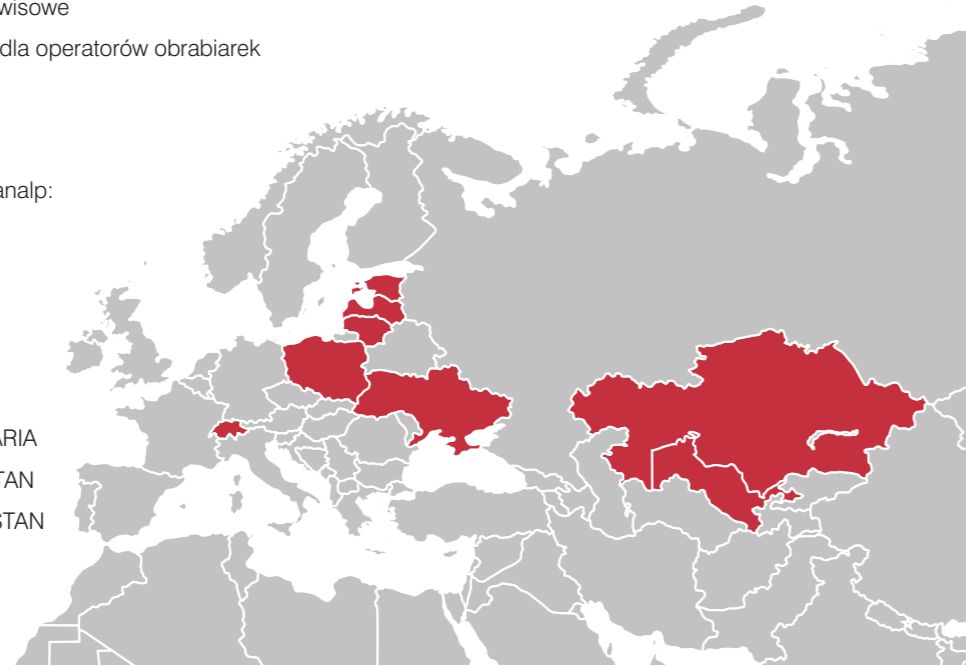 wisowe
dla operatorów obrabiarek
analp:
ARIA
TAN
STAN